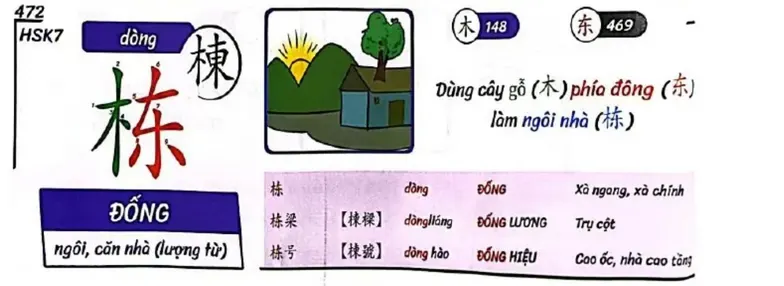 472
HSK7
dòng
棟
栋
ĐỐNG
ngôi, căn nhà (lượng từ)
木 148
东 469
Dùng cây gỗ (木) phía đông (东)
làm ngôi nhà (栋)
栋 dòng ĐỐNG Xà ngang, xà chính
栋梁 【棟樑】 dòngliáng ĐỐNG LƯƠNG Trụ cột
栋号 【棟號】 dòng hào ĐỐNG HIỆU Cao ốc, nhà cao tầng